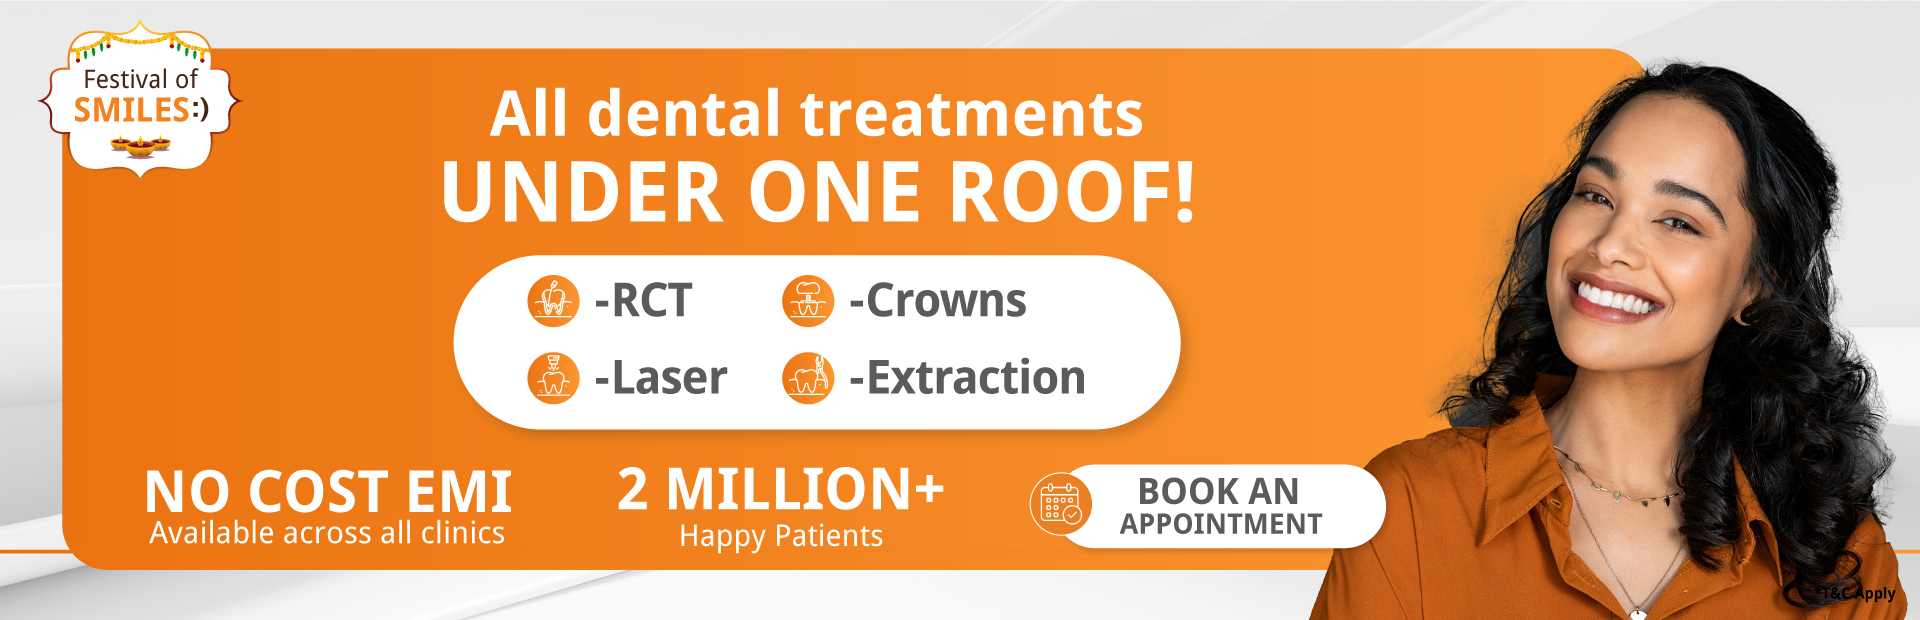 Festival of
SMILES:)
All dental treatments
UNDER ONE ROOF!
-RCT
-Crowns
-Laser
-Extraction
NO COST EMI
Available across all clinics
2 MILLION+
Happy Patients
BOOK AN
APPOINTMENT
T&C Apply